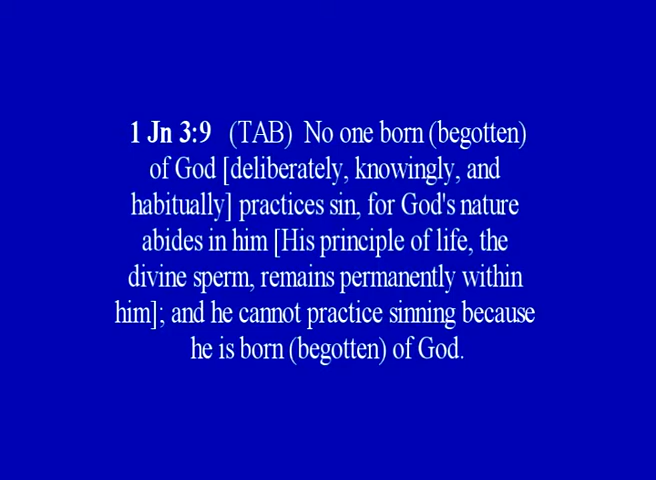 1 Jn 3:9 (TAB) No one born (begotten)
of God [deliberately, knowingly, and
habitually] practices sin, for God's nature
abides in him [His principle of life, the
divine sperm, remains permanently within
him]; and he cannot practice sinning because
he is born (begotten) of God.